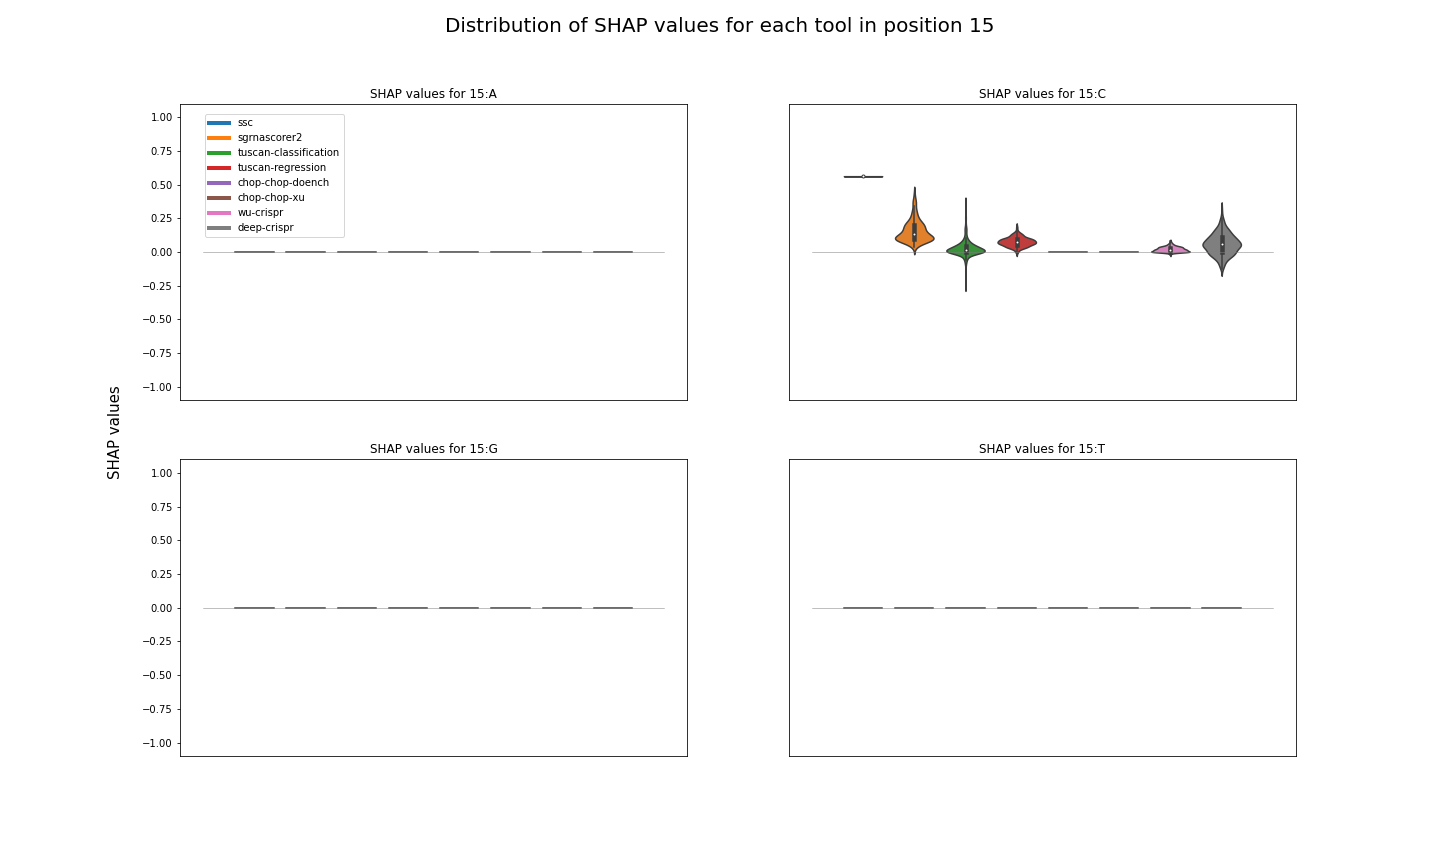 Distribution of SHAP values for each tool in position 15
SHAP values for 15:A
1.00
0.75
0.50
0.25
0.00
−0.25
−0.50
−0.75
−1.00
ssc
sgrnascorer2
tuscan-classification
tuscan-regression
chop-chop-doench
chop-chop-xu
wu-crispr
deep-crispr
SHAP values for 15:C
SHAP values
SHAP values for 15:G
1.00
0.75
0.50
0.25
0.00
−0.25
−0.50
−0.75
−1.00
SHAP values for 15:T